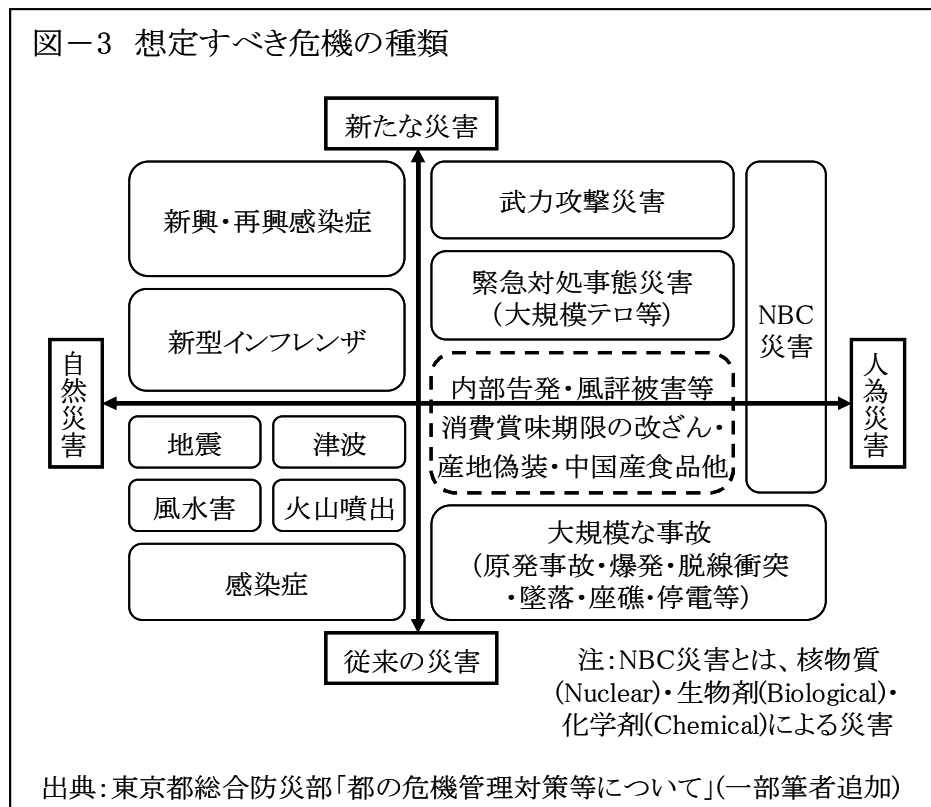 図－3 想定すべき危機の種類
新たな災害
新興・再興感染症
武力攻撃災害
緊急対処事態災害
(大規模テロ等)
NBC
災害
新型インフレンザ
自然災害
人為災害
内部告発・風評被害等
消費賞味期限の改ざん・
産地偽装・中国産食品他
地震
津波
風水害
火山噴出
感染症
大規模な事故
(原発事故・爆発・脱線衝突
・墜落・座礁・停電等)
従来の災害
注:NBC災害とは、核物質
(Nuclear)・生物剤(Biological)・
化学剤(Chemical)による災害
出典:東京都総合防災部「都の危機管理対策等について」(一部筆者追加)